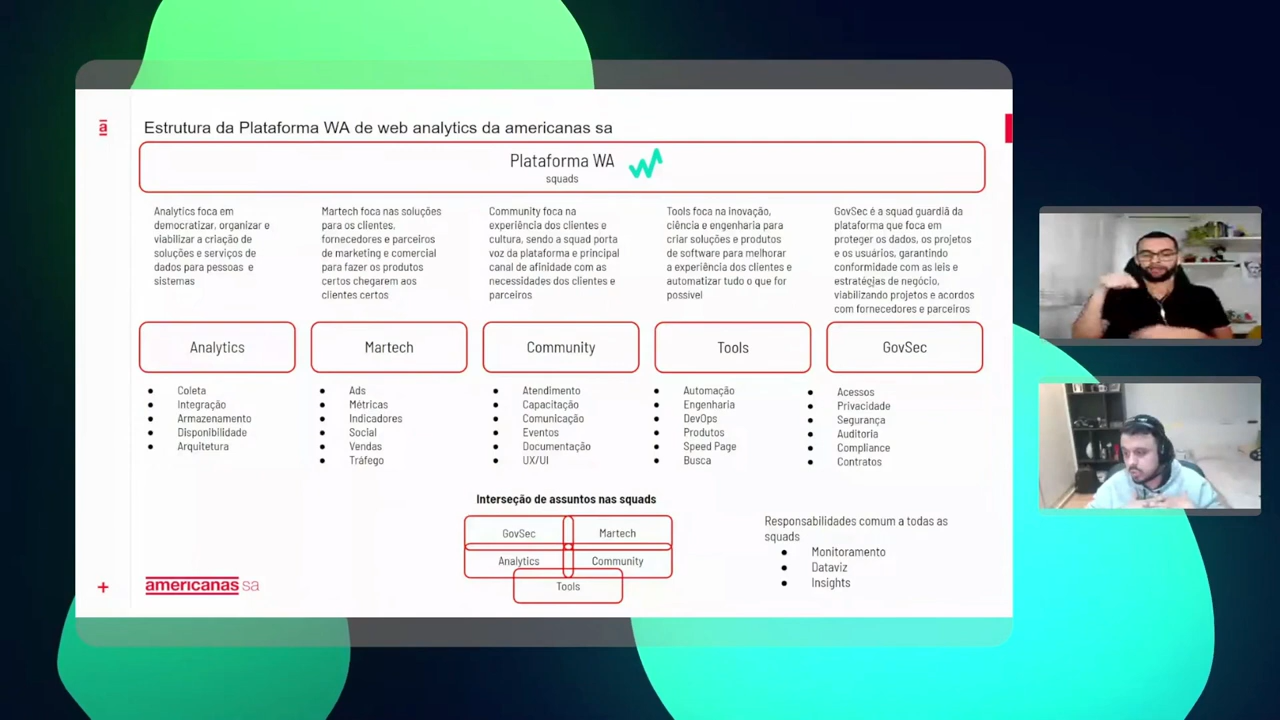 ā
Estrutura da Plataforma WA de web analytics da americanas sa
Plataforma WA
squads
Analytics foca em
democratizar, organizar e
viabilizar a criação de
soluções e serviços de
dados para pessoas e
sistemas
Martech foca nas soluções
para os clientes,
fornecedores e parceiros
de marketing e comercial
para fazer os produtos
certos chegarem aos
clientes certos
Community foca na
experiência dos clientes e
cultura, sendo a squad porta
voz da plataforma e principal
canal de afinidade com as
necessidades dos clientes e
parceiros
Tools foca na inovação,
ciência e engenharia para
criar soluções e produtos
de software para melhorar
a experiência dos clientes e
automatizar tudo o que for
possível
GovSec é a squad guardiã da
plataforma que foca em
proteger os dados, os projetos
e os usuários, garantindo
conformidade com as leis e
estratégias de negócio,
viabilizando projetos e acordos
com fornecedores e parceiros
Analytics
Martech
Community
Tools
GovSec
● Coleta
● Integração
● Armazenamento
● Disponibilidade
● Arquitetura
● Ads
● Métricas
● Indicadores
● Social
● Vendas
● Tráfego
● Atendimento
● Capacitação
● Comunicação
● Eventos
● Documentação
● UX/UI
● Automação
● Engenharia
● DevOps
● Produtos
● Speed Page
● Busca
● Acessos
● Privacidade
● Segurança
● Auditoria
● Compliance
● Contratos
Interseção de assuntos nas squads
GovSec
Martech
Analytics
Community
Tools
Responsabilidades comum a todas as
squads
● Monitoramento
● Dataviz
● Insights
+
americanas sa